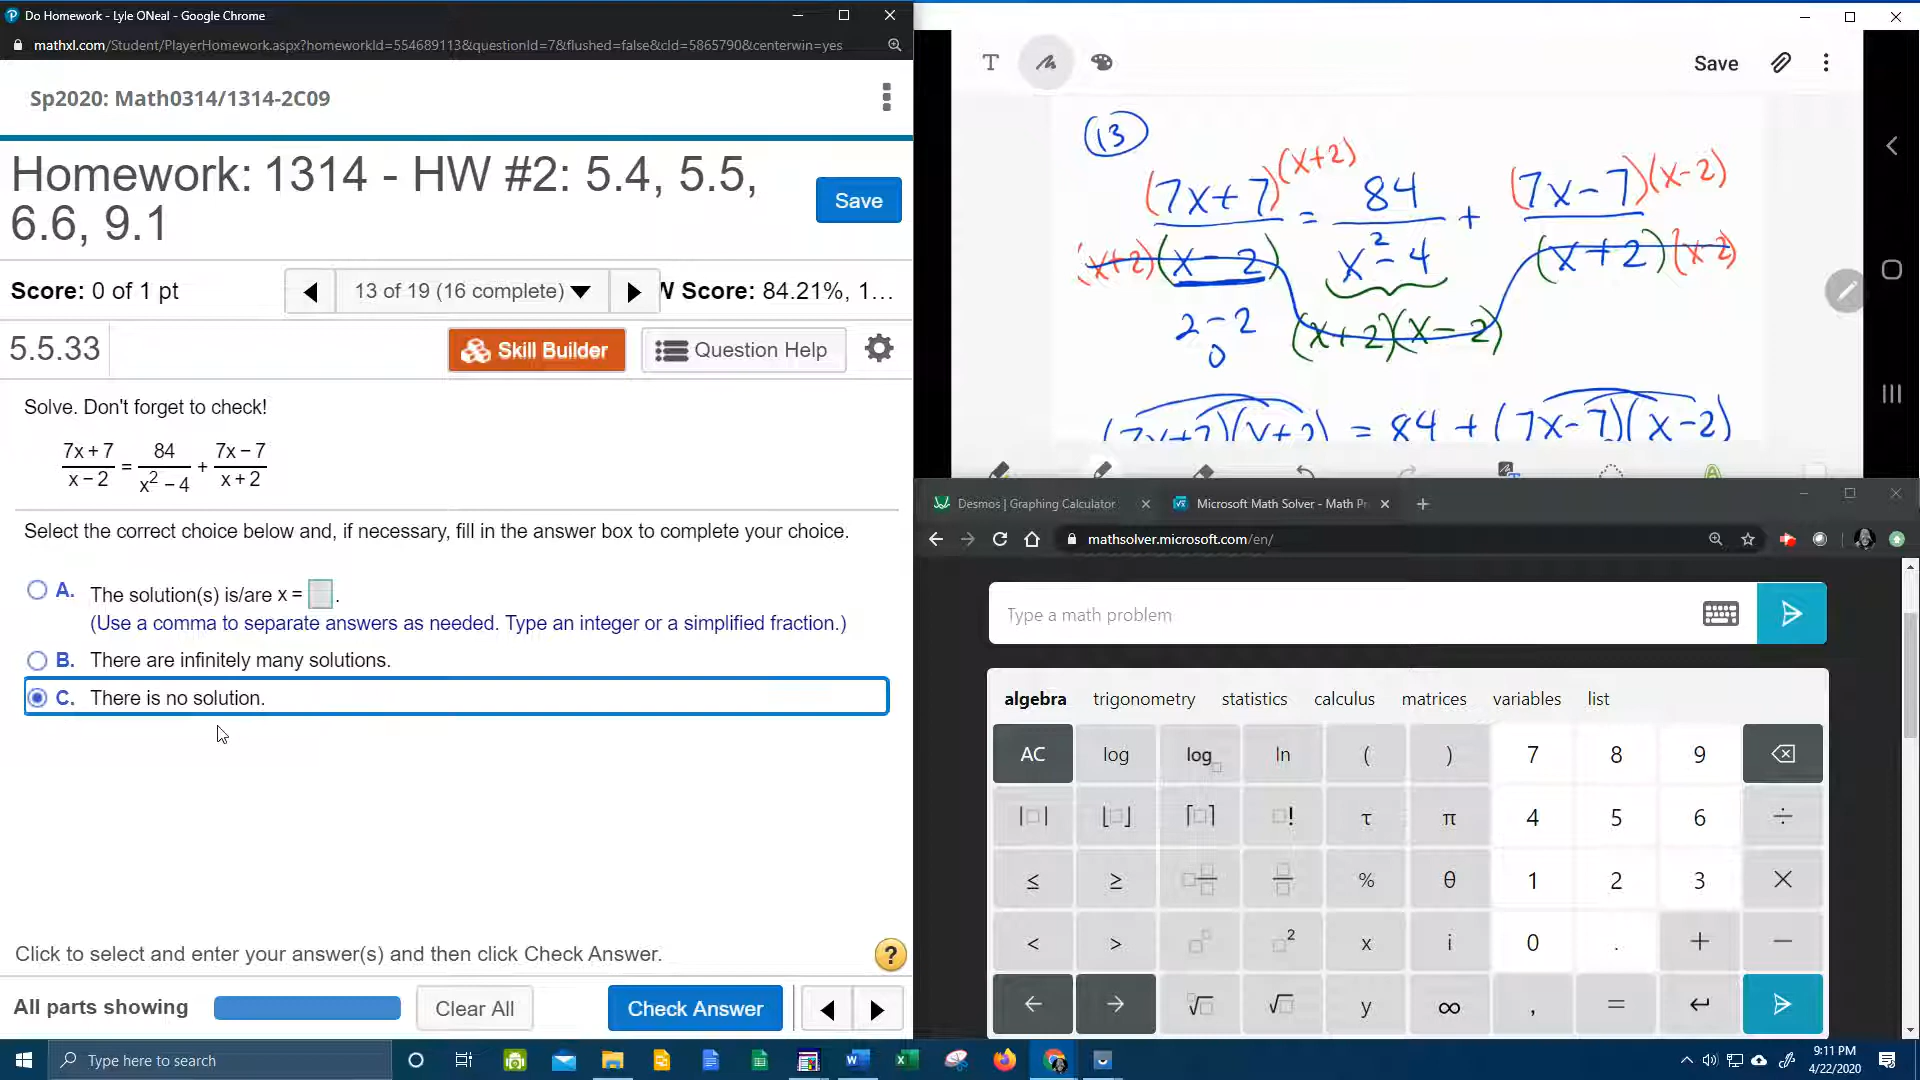 Do Homework - Lyle ONeal - Google Chrome
mathxl.com/Student/PlayerHomework.aspx?homeworkId=554689113&questionId=7&flushed=false&cId=5865790&centerwin=yes
Sp2020: Math0314/1314-2C09
Homework: 1314 - HW #2: 5.4, 5.5,
6.6, 9.1
Save
Score: 0 of 1 pt
13 of 19 (16 complete)
W Score: 84.21%, 1...
5.5.33
Skill Builder
Question Help
Solve. Don't forget to check!
7x + 7 84 7x − 7
= +
x − 2 x² − 4 x + 2
Select the correct choice below and, if necessary, fill in the answer box to complete your choice.
A. The solution(s) is/are x = .
(Use a comma to separate answers as needed. Type an integer or a simplified fraction.)
B. There are infinitely many solutions.
C. There is no solution.
Click to select and enter your answer(s) and then click Check Answer.
?
All parts showing
Clear All
Check Answer
T
Save
13
(7x+7)(x+2) = 84 + (7x-7)(x-2)
(x+2)(x-2) x²-4 (x+2)(x-2)
2-2 (x+2)(x-2)
0
(7x+7)(x+2) = 84 + (7x-7)(x-2)
Desmos | Graphing Calculator
Microsoft Math Solver - Math Pr
mathsolver.microsoft.com/en/
Type a math problem
algebra trigonometry statistics calculus matrices variables list
AC log log□ ln ( ) 7 8 9
|□| ⌊□⌋ ⌈□⌉ □! τ π 4 5 6 ÷
≤ ≥ % θ 1 2 3 ×
< > □² x i 0 . + −
← → √□ y ∞ , = ↵
Type here to search
9:11 PM
4/22/2020